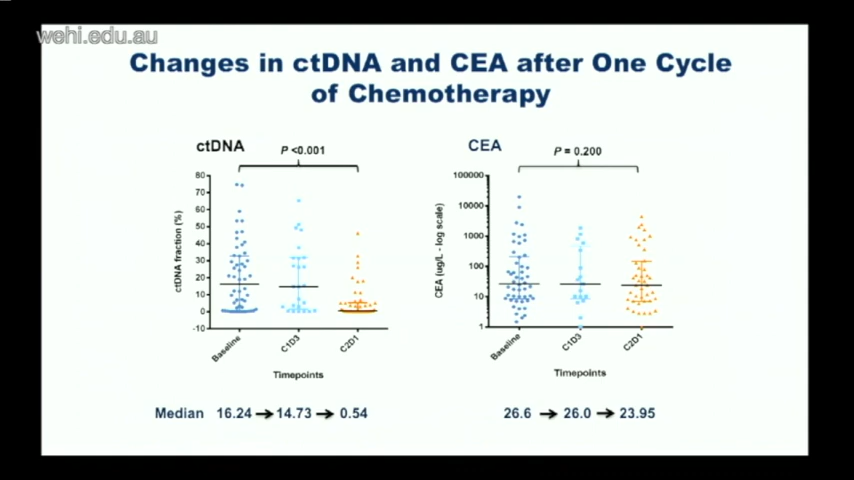 wehi.edu.au
Changes in ctDNA and CEA after One Cycle
of Chemotherapy
ctDNA
P <0.001
80
70
60
50
40
30
20
10
0
-10
ctDNA fraction (%)
Baseline
C1D3
C2D1
Timepoints
CEA
P = 0.200
100000
10000
1000
100
10
1
CEA (ug/L - log scale)
Baseline
C1D3
C2D1
Timepoints
Median 16.24 → 14.73 → 0.54
26.6 → 26.0 → 23.95